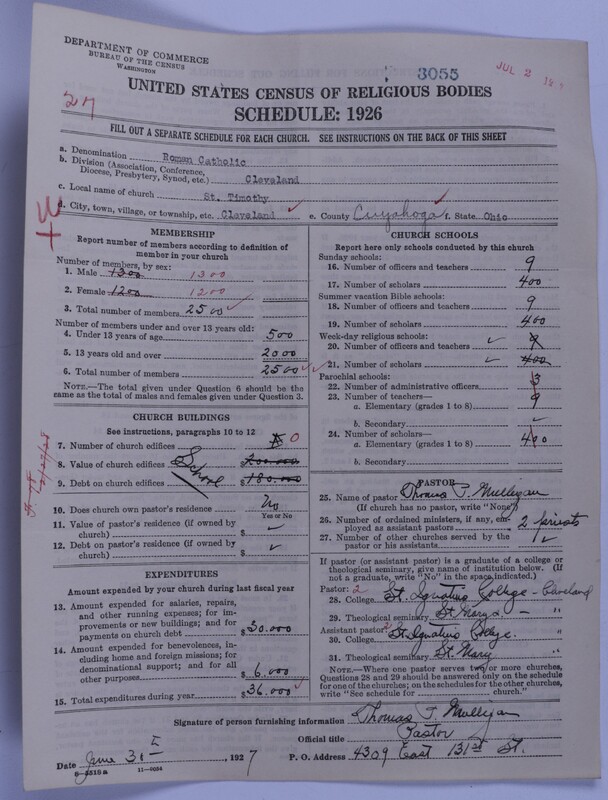 DEPARTMENT OF COMMERCE
BUREAU OF THE CENSUS
WASHINGTON
3055
JUL 2
27
UNITED STATES CENSUS OF RELIGIOUS BODIES
SCHEDULE: 1926
FILL OUT A SEPARATE SCHEDULE FOR EACH CHURCH. SEE INSTRUCTIONS ON THE BACK OF THIS SHEET
a. Denomination Roman Catholic
b. Division (Association, Conference,
Diocese, Presbytery, Synod, etc.) Cleveland
c. Local name of church St. Timothy
d. City, town, village, or township, etc. Cleveland e. County Cuyahoga f. State, Ohio
MEMBERSHIP
Report number of members according to definition of
member in your church
Number of members, by sex:
1. Male 1300 1300
2. Female 1200 1200
3. Total number of members 2500
Number of members under and over 13 years old:
4. Under 13 years of age 500
5. 13 years old and over 2000
6. Total number of members 2500
NOTE.—The total given under Question 6 should be the
same as the total of males and females given under Question 3.
CHURCH BUILDINGS
See instructions, paragraphs 10 to 12
7. Number of church edifices 0
8. Value of church edifices School $200.000
9. Debt on church edifices $180.000
10. Does church own pastor's residence No
Yes or No
11. Value of pastor's residence (if owned by
church) $
12. Debt on pastor's residence (if owned by
church) $
EXPENDITURES
Amount expended by your church during last fiscal year
13. Amount expended for salaries, repairs,
and other running expenses; for im-
provements or new buildings; and for
payments on church debt $30.000
14. Amount expended for benevolences, in-
cluding home and foreign missions; for
denominational support; and for all
other purposes $6.000
15. Total expenditures during year $36.000
CHURCH SCHOOLS
Report here only schools conducted by this church
Sunday schools:
16. Number of officers and teachers 9
17. Number of scholars 400
Summer vacation Bible schools:
18. Number of officers and teachers 9
19. Number of scholars 400
Week-day religious schools:
20. Number of officers and teachers 9
21. Number of scholars 400
Parochial schools:
22. Number of administrative officers 3
23. Number of teachers—
a. Elementary (grades 1 to 8) 9
b. Secondary
24. Number of scholars—
a. Elementary (grades 1 to 8) 400
b. Secondary
PASTOR
25. Name of pastor Thomas P. Mulligan
(If church has no pastor, write "None")
26. Number of ordained ministers, if any, em-
ployed as assistant pastors 2 priests
27. Number of other churches served by the
pastor or his assistants 1
If pastor (or assistant pastor) is a graduate of a college or
theological seminary, give name of institution below. (If
not a graduate, write "No" in the space indicated.)
Pastor: 2
28. College St. Ignatius College - Cleveland
29. Theological seminary St. Mary's - "
Assistant pastor:
30. College St. Ignatius College. "
31. Theological seminary St. Mary "
NOTE.—Where one pastor serves two or more churches,
Questions 28 and 29 should be answered only on the schedule
for one of the churches; on the schedules for the other churches,
write "See schedule for church."
Signature of person furnishing information Thomas P. Mulligan
Official title Pastor
Date June 30 , 1927 P. O. Address 4309 East 131st St.
8-5518a 11-9034